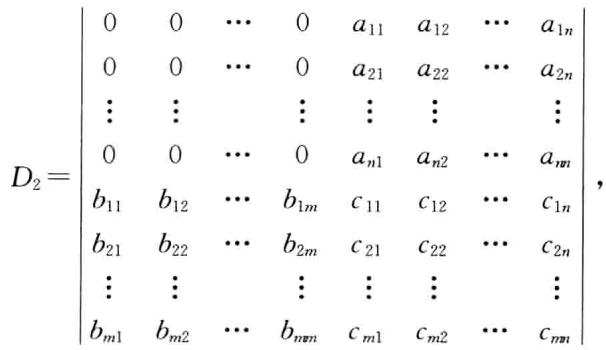 0 0 ⋯ 0 a₁₁ a₁₂ ⋯ a₁ₙ
0 0 ⋯ 0 a₂₁ a₂₂ ⋯ a₂ₙ
⋮ ⋮ ⋮ ⋮ ⋮ ⋮
0 0 ⋯ 0 aₙ₁ aₙ₂ ⋯ aₙₙ
D₂= ,
b₁₁ b₁₂ ⋯ b₁ₘ c₁₁ c₁₂ ⋯ c₁ₙ
b₂₁ b₂₂ ⋯ b₂ₘ c₂₁ c₂₂ ⋯ c₂ₙ
⋮ ⋮ ⋮ ⋮ ⋮ ⋮
bₘ₁ bₘ₂ ⋯ bₘₘ cₘ₁ cₘ₂ ⋯ cₘₙ